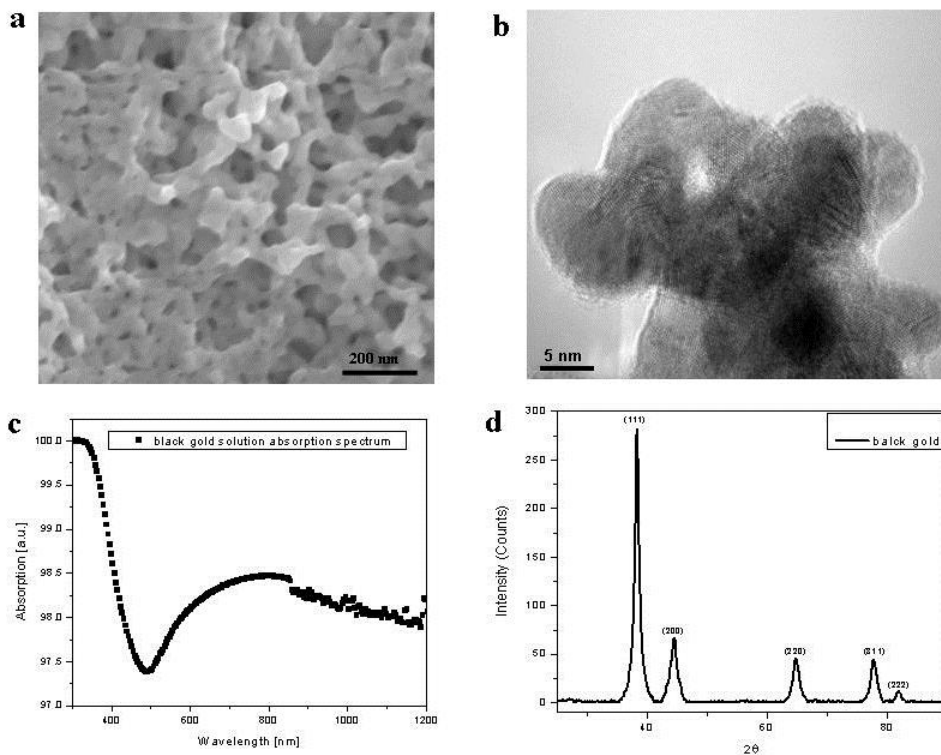 a
200 nm
b
5 nm
c
black gold solution absorption spectrum
100.0
99.5
99.0
98.5
98.0
97.5
97.0
Absorption [a.u.]
400
600
800
1000
1200
Wavelength [nm]
d
balck gold
300
250
200
150
100
50
0
Intensity (Counts)
(111)
(200)
(220)
(311)
(222)
40
60
80
2θ